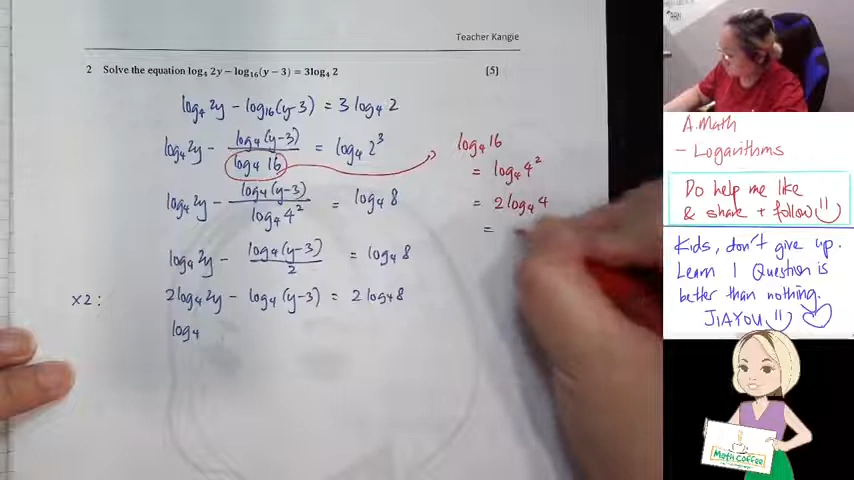 Teacher Kangie
2 Solve the equation log₄ 2y − log₁₆(y − 3) = 3log₄ 2 [5]
log₄ 2y − log₁₆(y-3) = 3 log₄ 2
log₄ 2y − log₄(y-3) / log₄ 16 = log₄ 2³
log₄ 2y − log₄(y-3) / log₄ 4² = log₄ 8
log₄ 2y − log₄(y-3) / 2 = log₄ 8
×2: 2log₄ 2y − log₄(y-3) = 2 log₄ 8
log₄
log₄ 16
= log₄ 4²
= 2 log₄ 4
=
A.Math
- Logarithms
Do help me like
& share + follow
Kids, don't give up.
Learn 1 Question is
better than nothing.
JIAYOU!!
Math Coffee